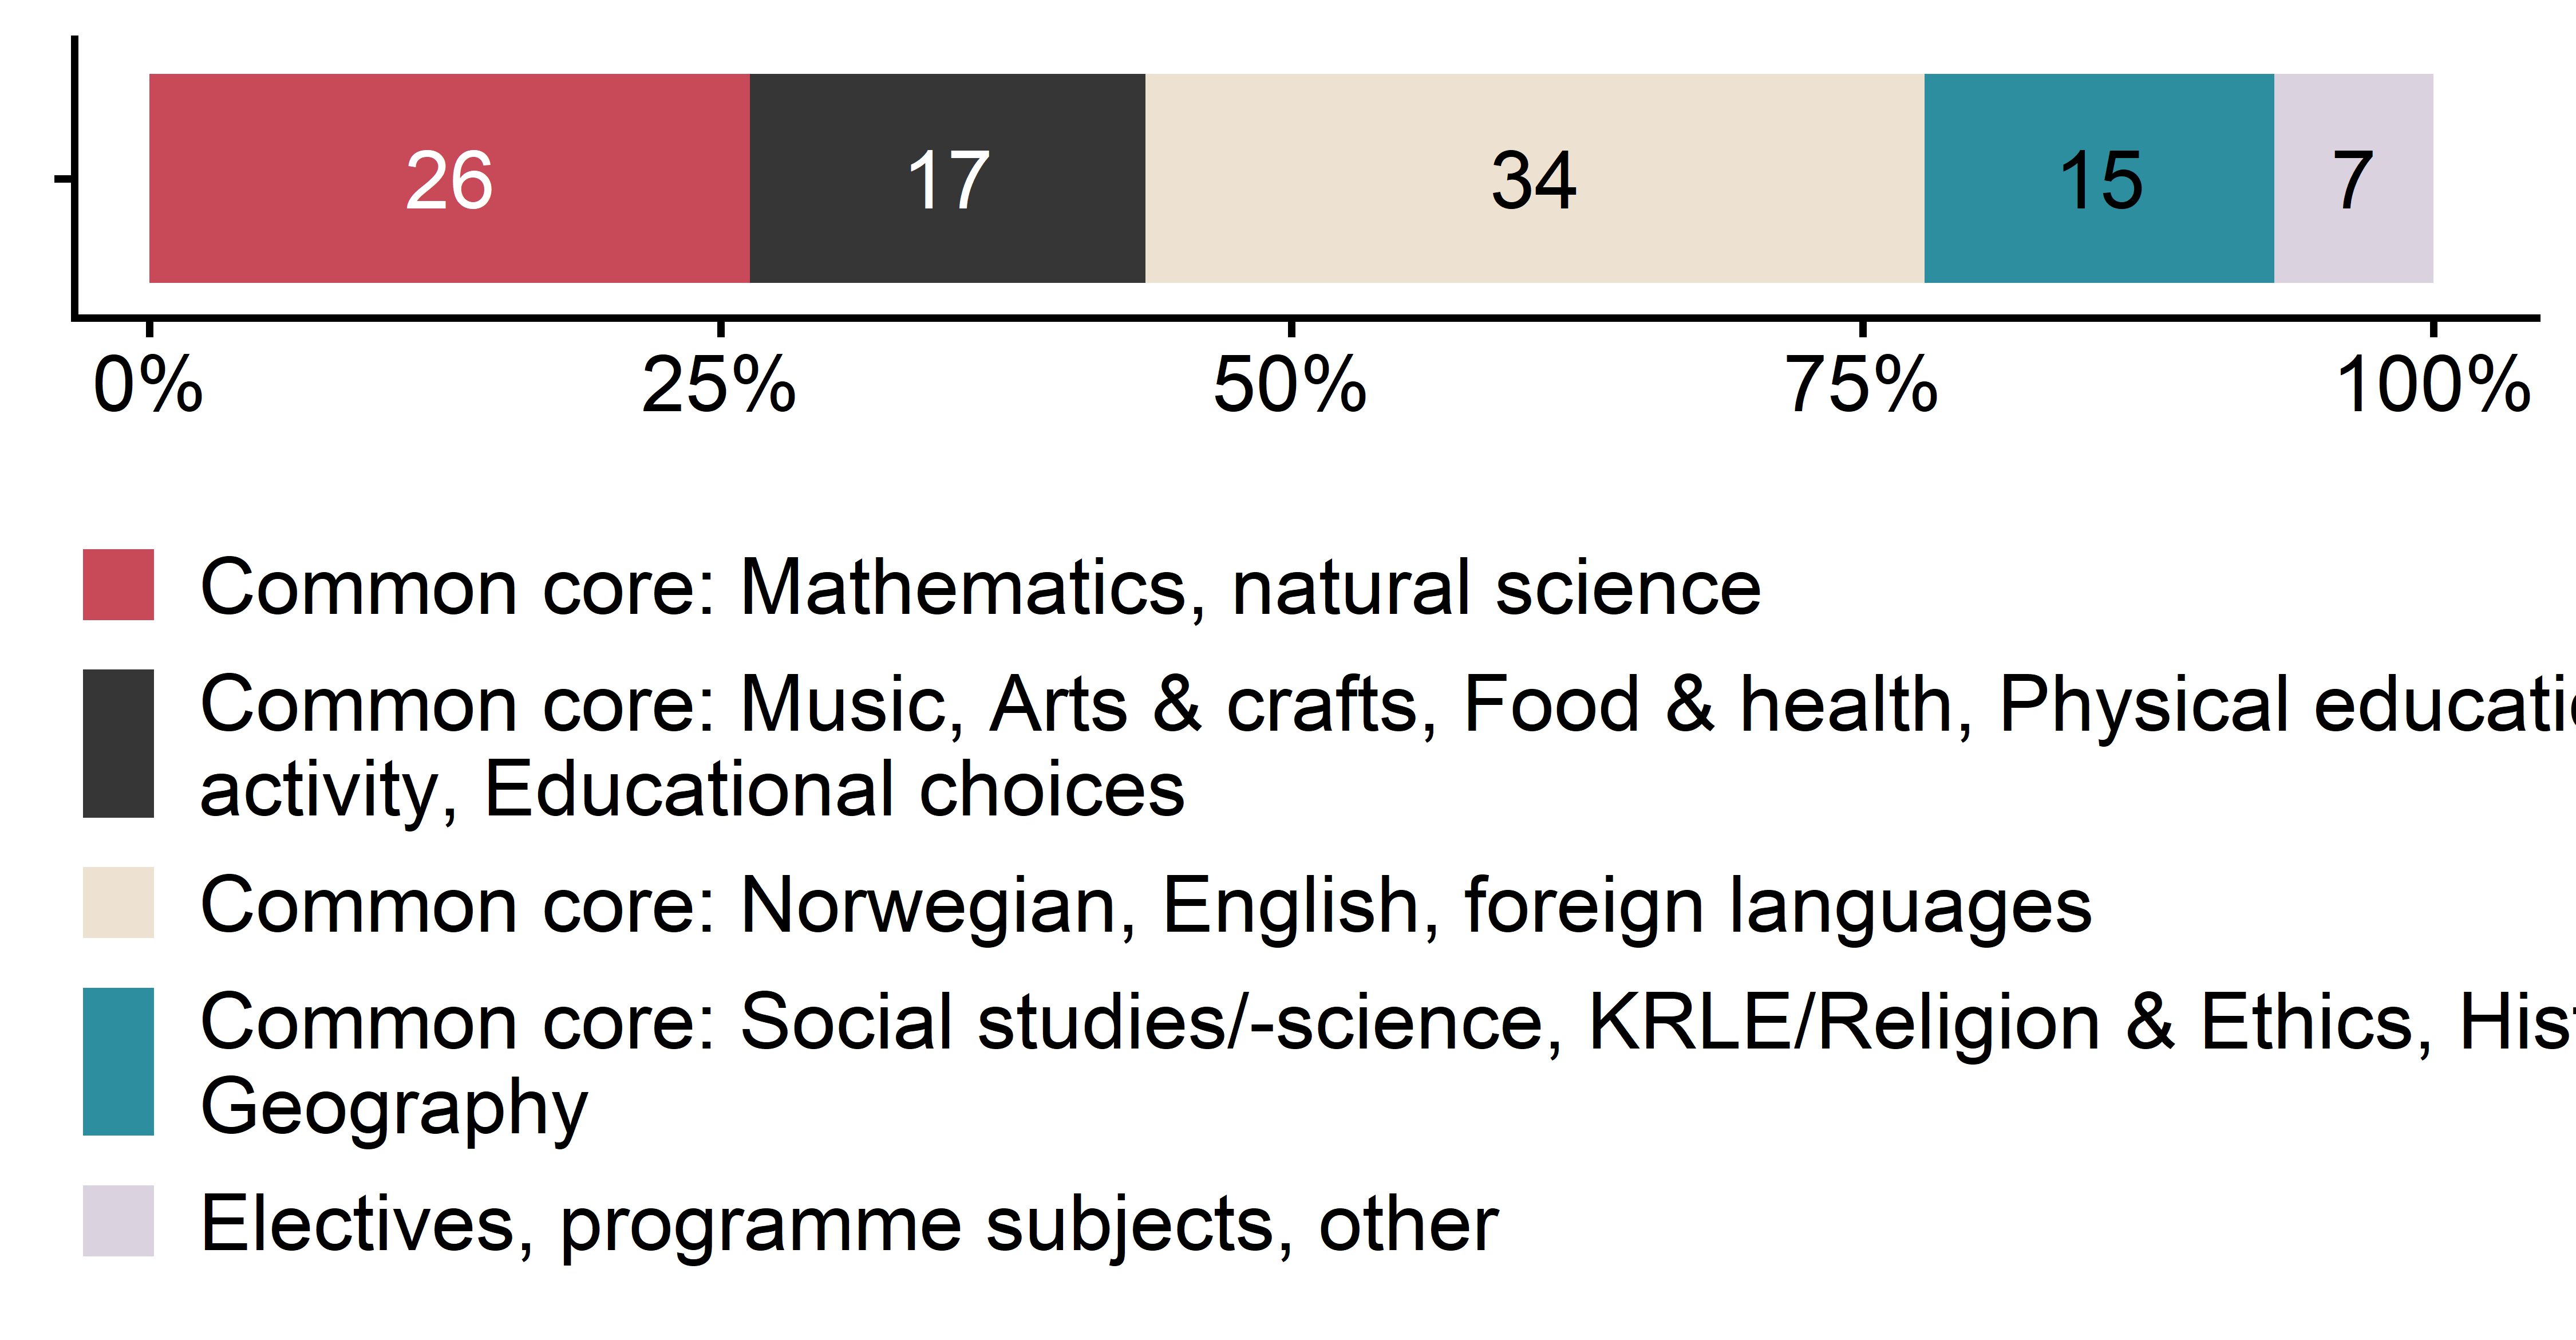 26 17 34 15 7
0% 25% 50% 75% 100%
Common core: Mathematics, natural science
Common core: Music, Arts & crafts, Food & health, Physical
activity, Educational choices
Common core: Norwegian, English, foreign languages
Common core: Social studies/-science, KRLE/Religion & Ethics,
Geography
Electives, programme subjects, other